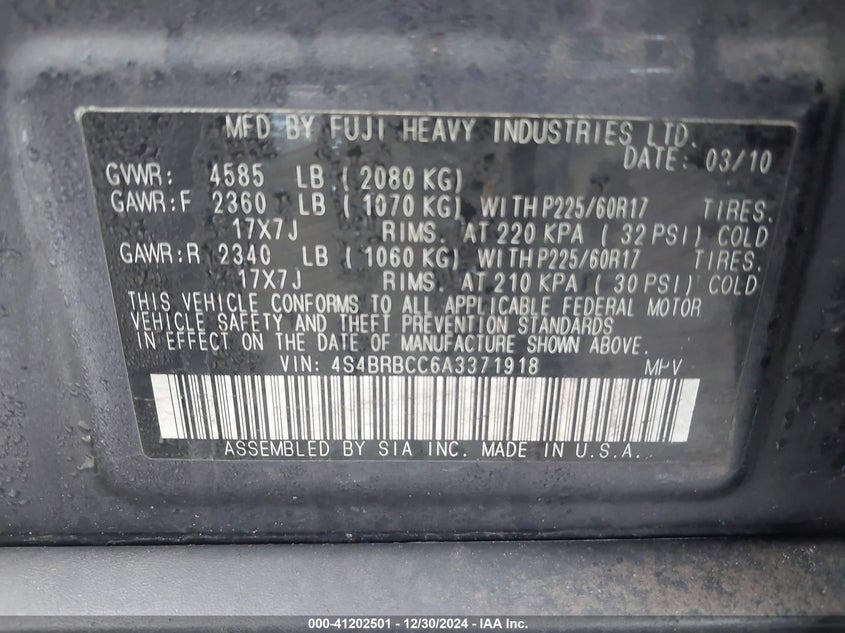 MFD BY FUJI HEAVY INDUSTRIES LTD.
DATE: 03/10
GVWR: 4585 LB ( 2080 KG)
GAWR:F 2360 LB ( 1070 KG) WITH P225/60R17 TIRES.
17X7J RIMS. AT 220 KPA ( 32 PSI) COLD
GAWR:R 2340 LB ( 1060 KG) WITH P225/60R17 TIRES.
17X7J RIMS. AT 210 KPA ( 30 PSI) COLD
THIS VEHICLE CONFORMS TO ALL APPLICABLE FEDERAL MOTOR
VEHICLE SAFETY AND THEFT PREVENTION STANDARDS
IN EFFECT ON THE DATE OF MANUFACTURE SHOWN ABOVE.
VIN: 4S4BRBCC6A3371918 MPV
ASSEMBLED BY SIA INC. MADE IN U.S.A.
000-41202501 - 12/30/2024 - IAA Inc.